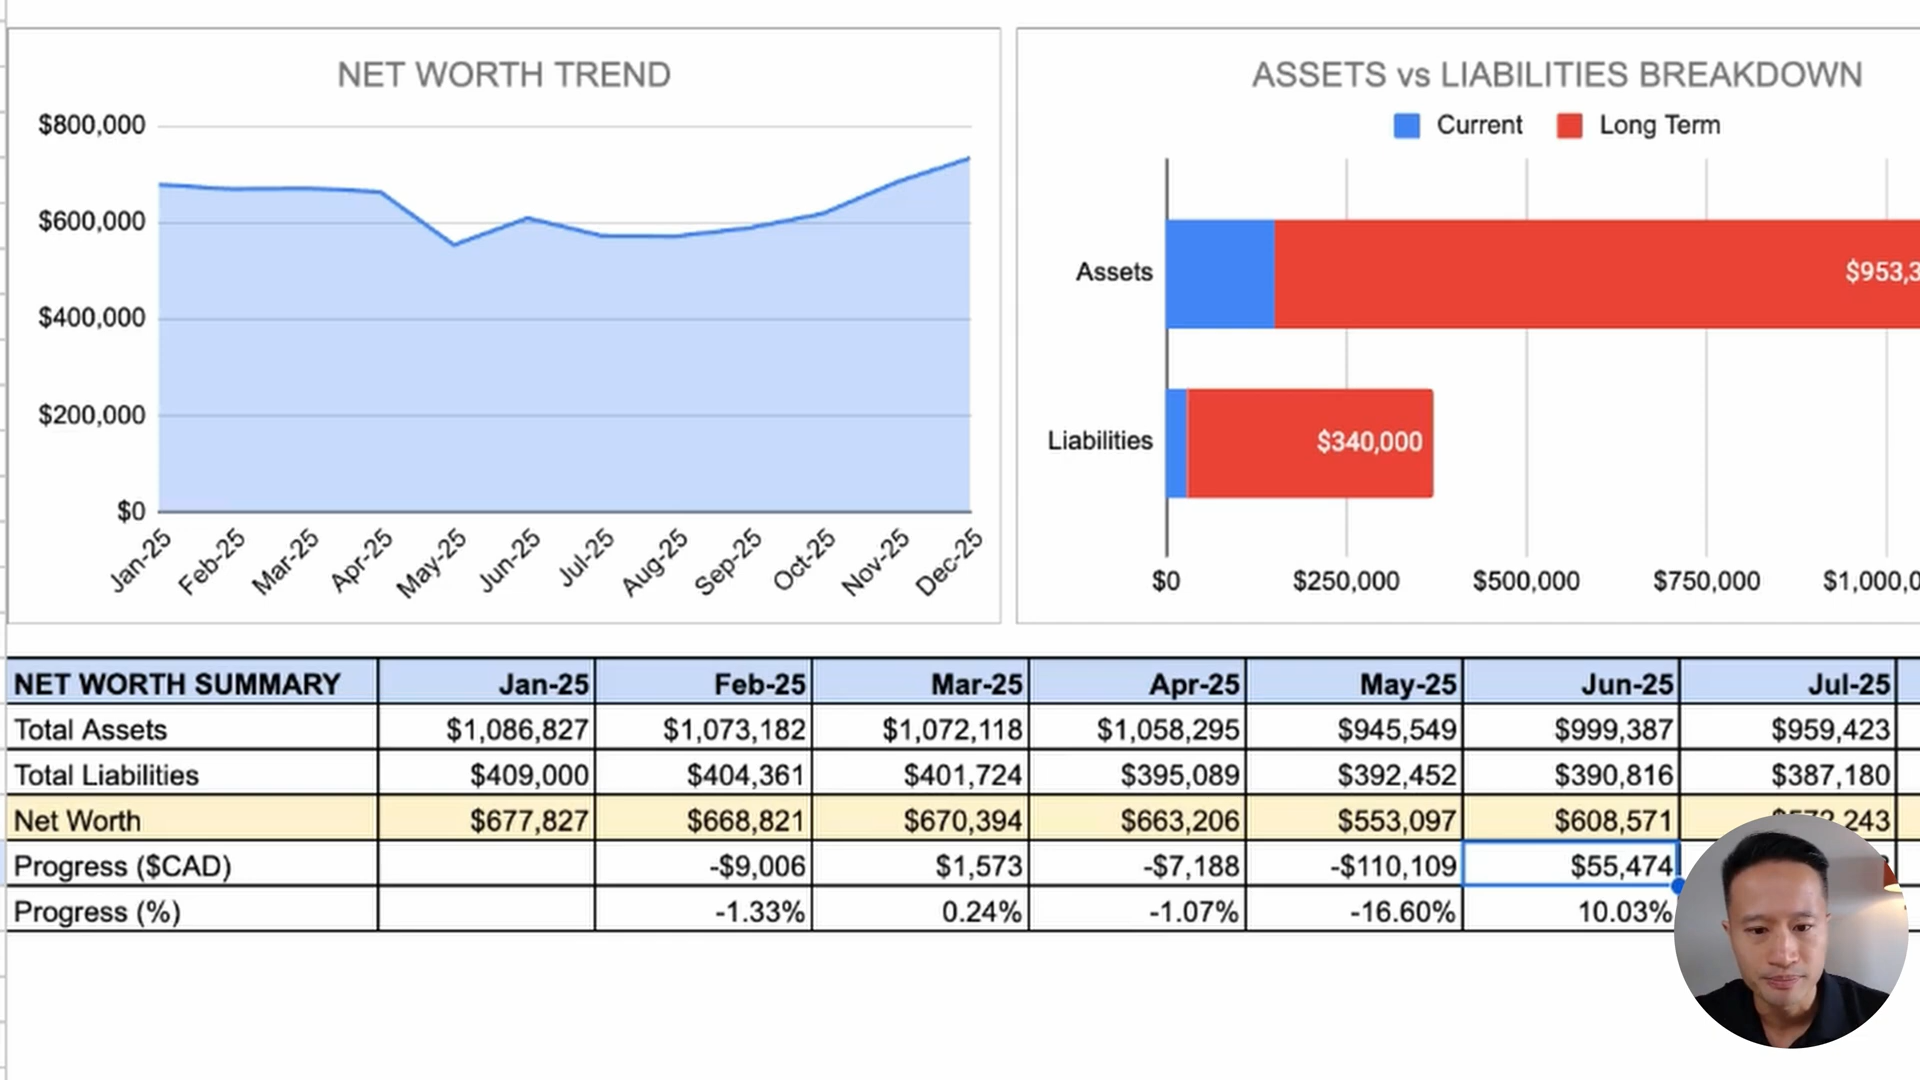 NET WORTH TREND
$800,000
$600,000
$400,000
$200,000
$0
Jan-25 Feb-25 Mar-25 Apr-25 May-25 Jun-25 Jul-25 Aug-25 Sep-25 Oct-25 Nov-25 Dec-25
ASSETS vs LIABILITIES BREAKDOWN
Current Long Term
Assets $953,3
Liabilities $340,000
$0 $250,000 $500,000 $750,000 $1,000,0
NET WORTH SUMMARY Jan-25 Feb-25 Mar-25 Apr-25 May-25 Jun-25 Jul-25
Total Assets $1,086,827 $1,073,182 $1,072,118 $1,058,295 $945,549 $999,387 $959,423
Total Liabilities $409,000 $404,361 $401,724 $395,089 $392,452 $390,816 $387,180
Net Worth $677,827 $668,821 $670,394 $663,206 $553,097 $608,571 $572,243
Progress ($CAD) -$9,006 $1,573 -$7,188 -$110,109 $55,474
Progress (%) -1.33% 0.24% -1.07% -16.60% 10.03%